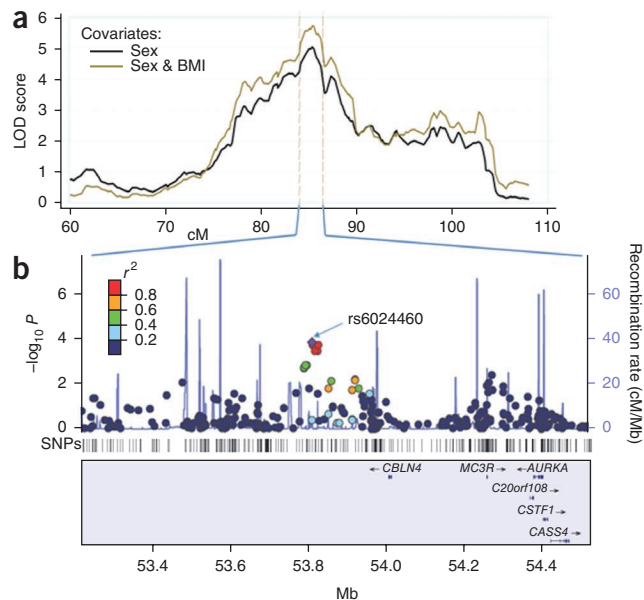 a
Covariates:
Sex
Sex & BMI
LOD score
6
5
4
3
2
1
0
60 70 80 90 100 110
cM
b
r²
0.8
0.6
0.4
0.2
rs6024460
–log₁₀ P
6
4
2
0
Recombination rate (cM/Mb)
60
40
20
0
SNPs
CBLN4
MC3R
AURKA
C20orf108
CSTF1
CASS4
53.4 53.6 53.8 54.0 54.2 54.4
Mb